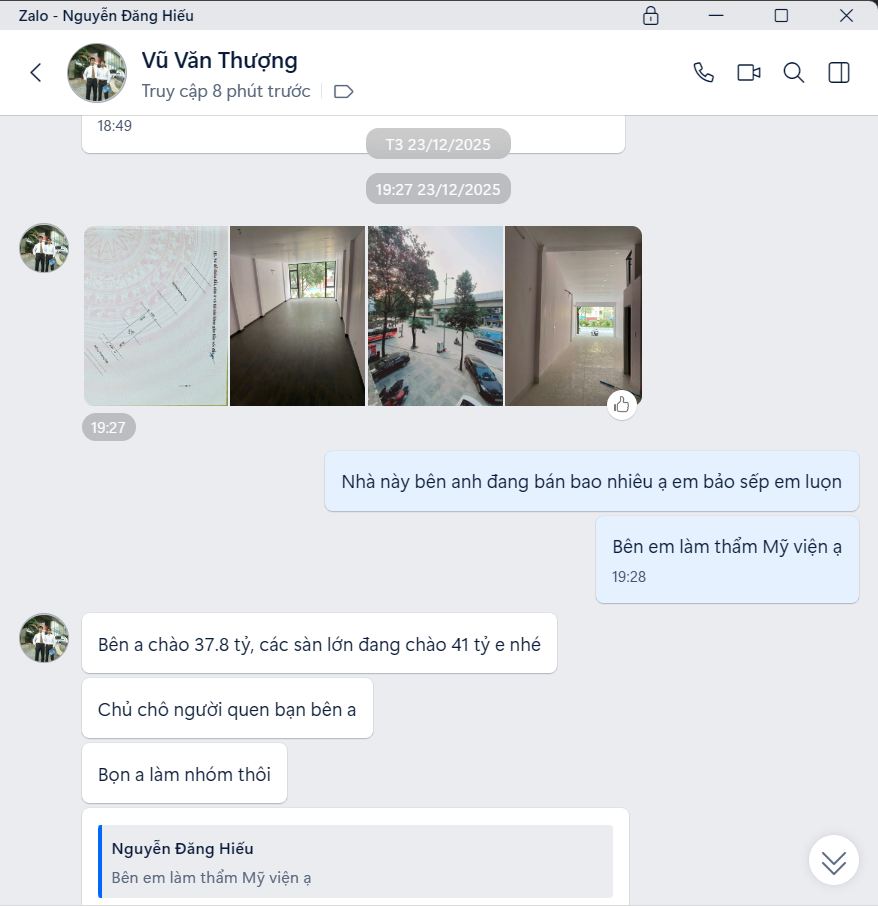 Zalo - Nguyễn Đăng Hiếu
Vũ Văn Thượng
Truy cập 8 phút trước
18:49
T3 23/12/2025
19:27 23/12/2025
19:27
Nhà này bên anh đang bán bao nhiêu ạ em bảo sếp em luọn
Bên em làm thẩm Mỹ viện ạ
19:28
Bên a chào 37.8 tỷ, các sàn lớn đang chào 41 tỷ e nhé
Chủ chô người quen bạn bên a
Bọn a làm nhóm thôi
Nguyễn Đăng Hiếu
Bên em làm thẩm Mỹ viện ạ